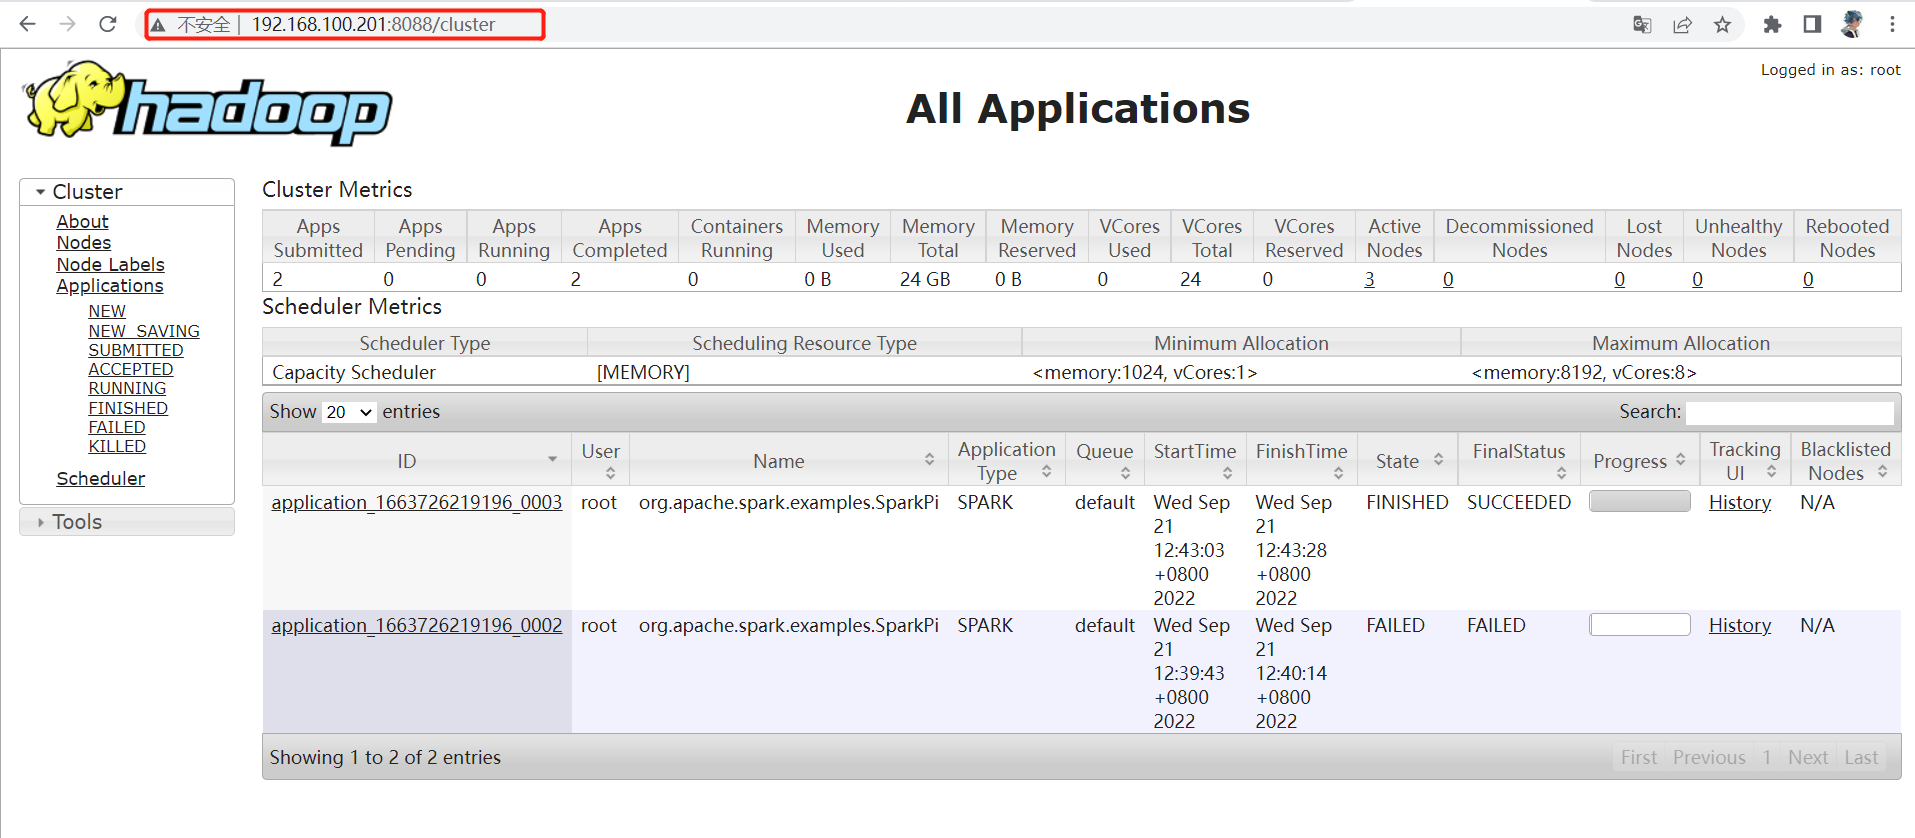 不安全 | 192.168.100.201:8088/cluster
Logged in as: root
hadoop
All Applications
Cluster
About
Nodes
Node Labels
Applications
NEW
NEW_SAVING
SUBMITTED
ACCEPTED
RUNNING
FINISHED
FAILED
KILLED
Scheduler
Tools
Cluster Metrics
Apps Submitted Apps Pending Apps Running Apps Completed Containers Running Memory Used Memory Total Memory Reserved VCores Used VCores Total VCores Reserved Active Nodes Decommissioned Nodes Lost Nodes Unhealthy Nodes Rebooted Nodes
2 0 0 2 0 0 B 24 GB 0 B 0 24 0 3 0 0 0 0
Scheduler Metrics
Scheduler Type Scheduling Resource Type Minimum Allocation Maximum Allocation
Capacity Scheduler [MEMORY] <memory:1024, vCores:1> <memory:8192, vCores:8>
Show 20 entries Search:
ID User Name Application Type Queue StartTime FinishTime State FinalStatus Progress Tracking UI Blacklisted Nodes
application_1663726219196_0003 root org.apache.spark.examples.SparkPi SPARK default Wed Sep 21 12:43:03 +0800 2022 Wed Sep 21 12:43:28 +0800 2022 FINISHED SUCCEEDED History N/A
application_1663726219196_0002 root org.apache.spark.examples.SparkPi SPARK default Wed Sep 21 12:39:43 +0800 2022 Wed Sep 21 12:40:14 +0800 2022 FAILED FAILED History N/A
Showing 1 to 2 of 2 entries First Previous 1 Next Last